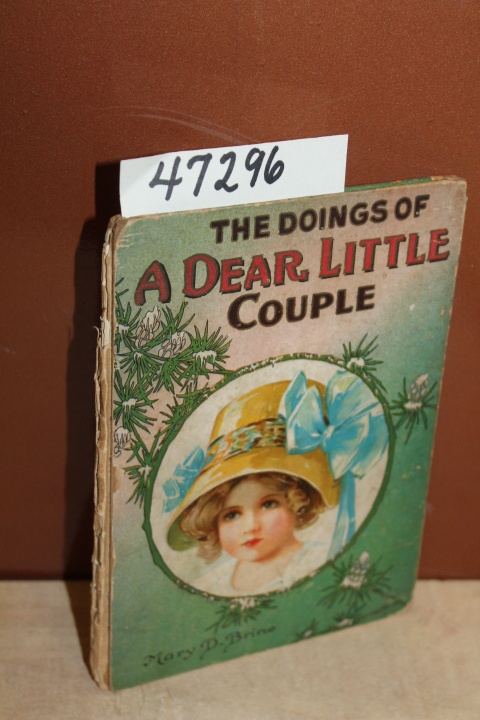 47296
THE DOINGS OF
A DEAR LITTLE
COUPLE
Mary D. Brine